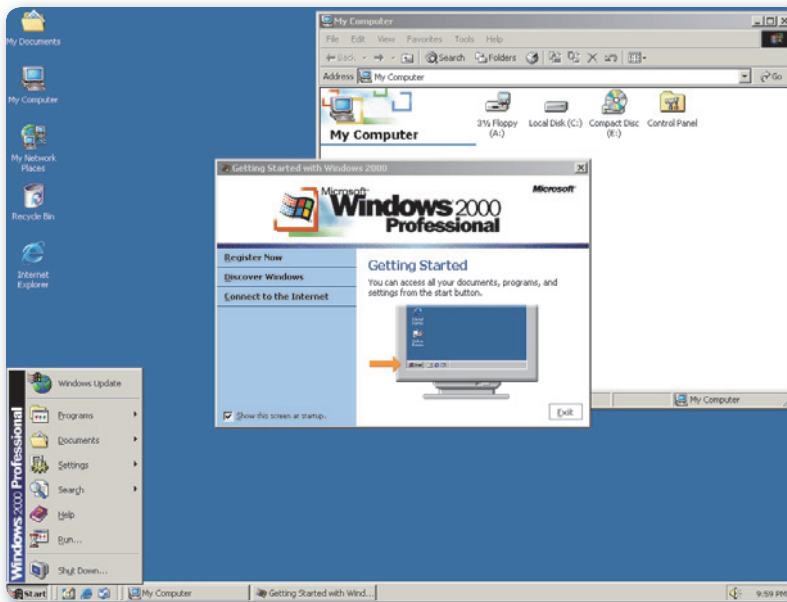 My Documents
My Computer
My Network
Places
Recycle Bin
Internet
Explorer
My Computer
File Edit View Favorites Tools Help
Back Search Folders
Address My Computer Go
My Computer
3½ Floppy
(A:)
Local Disk (C:)
Compact Disc
(E:)
Control Panel
My Computer
Getting Started with Windows 2000
Microsoft
Windows 2000
Professional
Microsoft
Register Now
Discover Windows
Connect to the Internet
Getting Started
You can access all your documents, programs, and
settings from the start button.
Show this screen at startup.
Exit
Windows 2000 Professional
Windows Update
Programs
Documents
Settings
Search
Help
Run...
Shut Down...
Start My Computer Getting Started with Wind... 9:59 PM